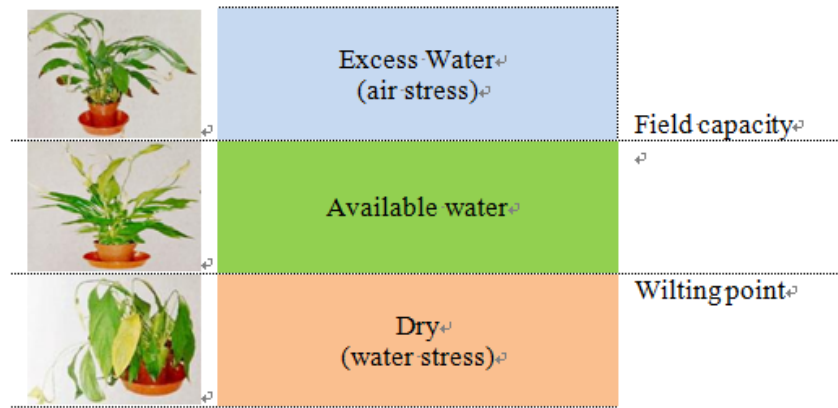 Excess Water
(air stress)
Field capacity
Available water
Wilting point
Dry
(water stress)